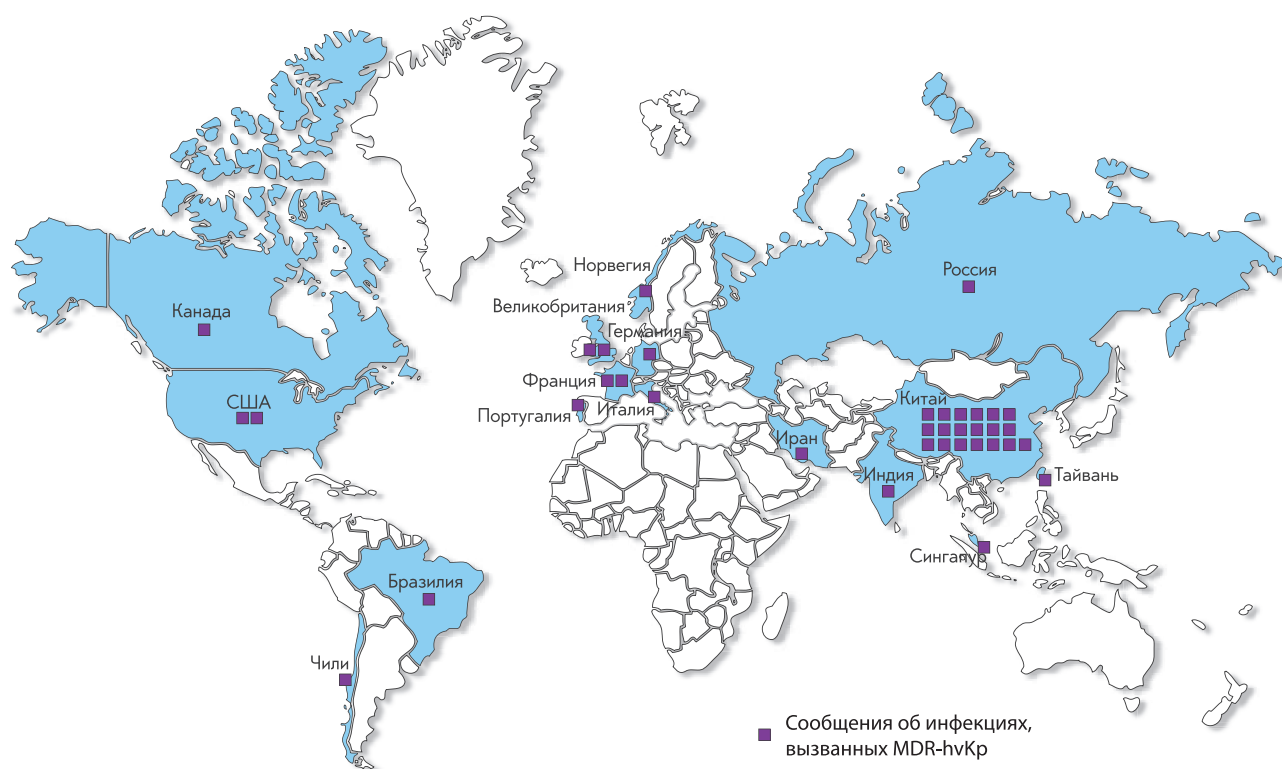 Норвегия
Россия
Великобритания
Канада
Германия
Франция
Китай
США
Италия
Португалия
Иран
Индия
Тайвань
Сингапур
Бразилия
Чили
Сообщения об инфекциях,
вызванных MDR-hvKp